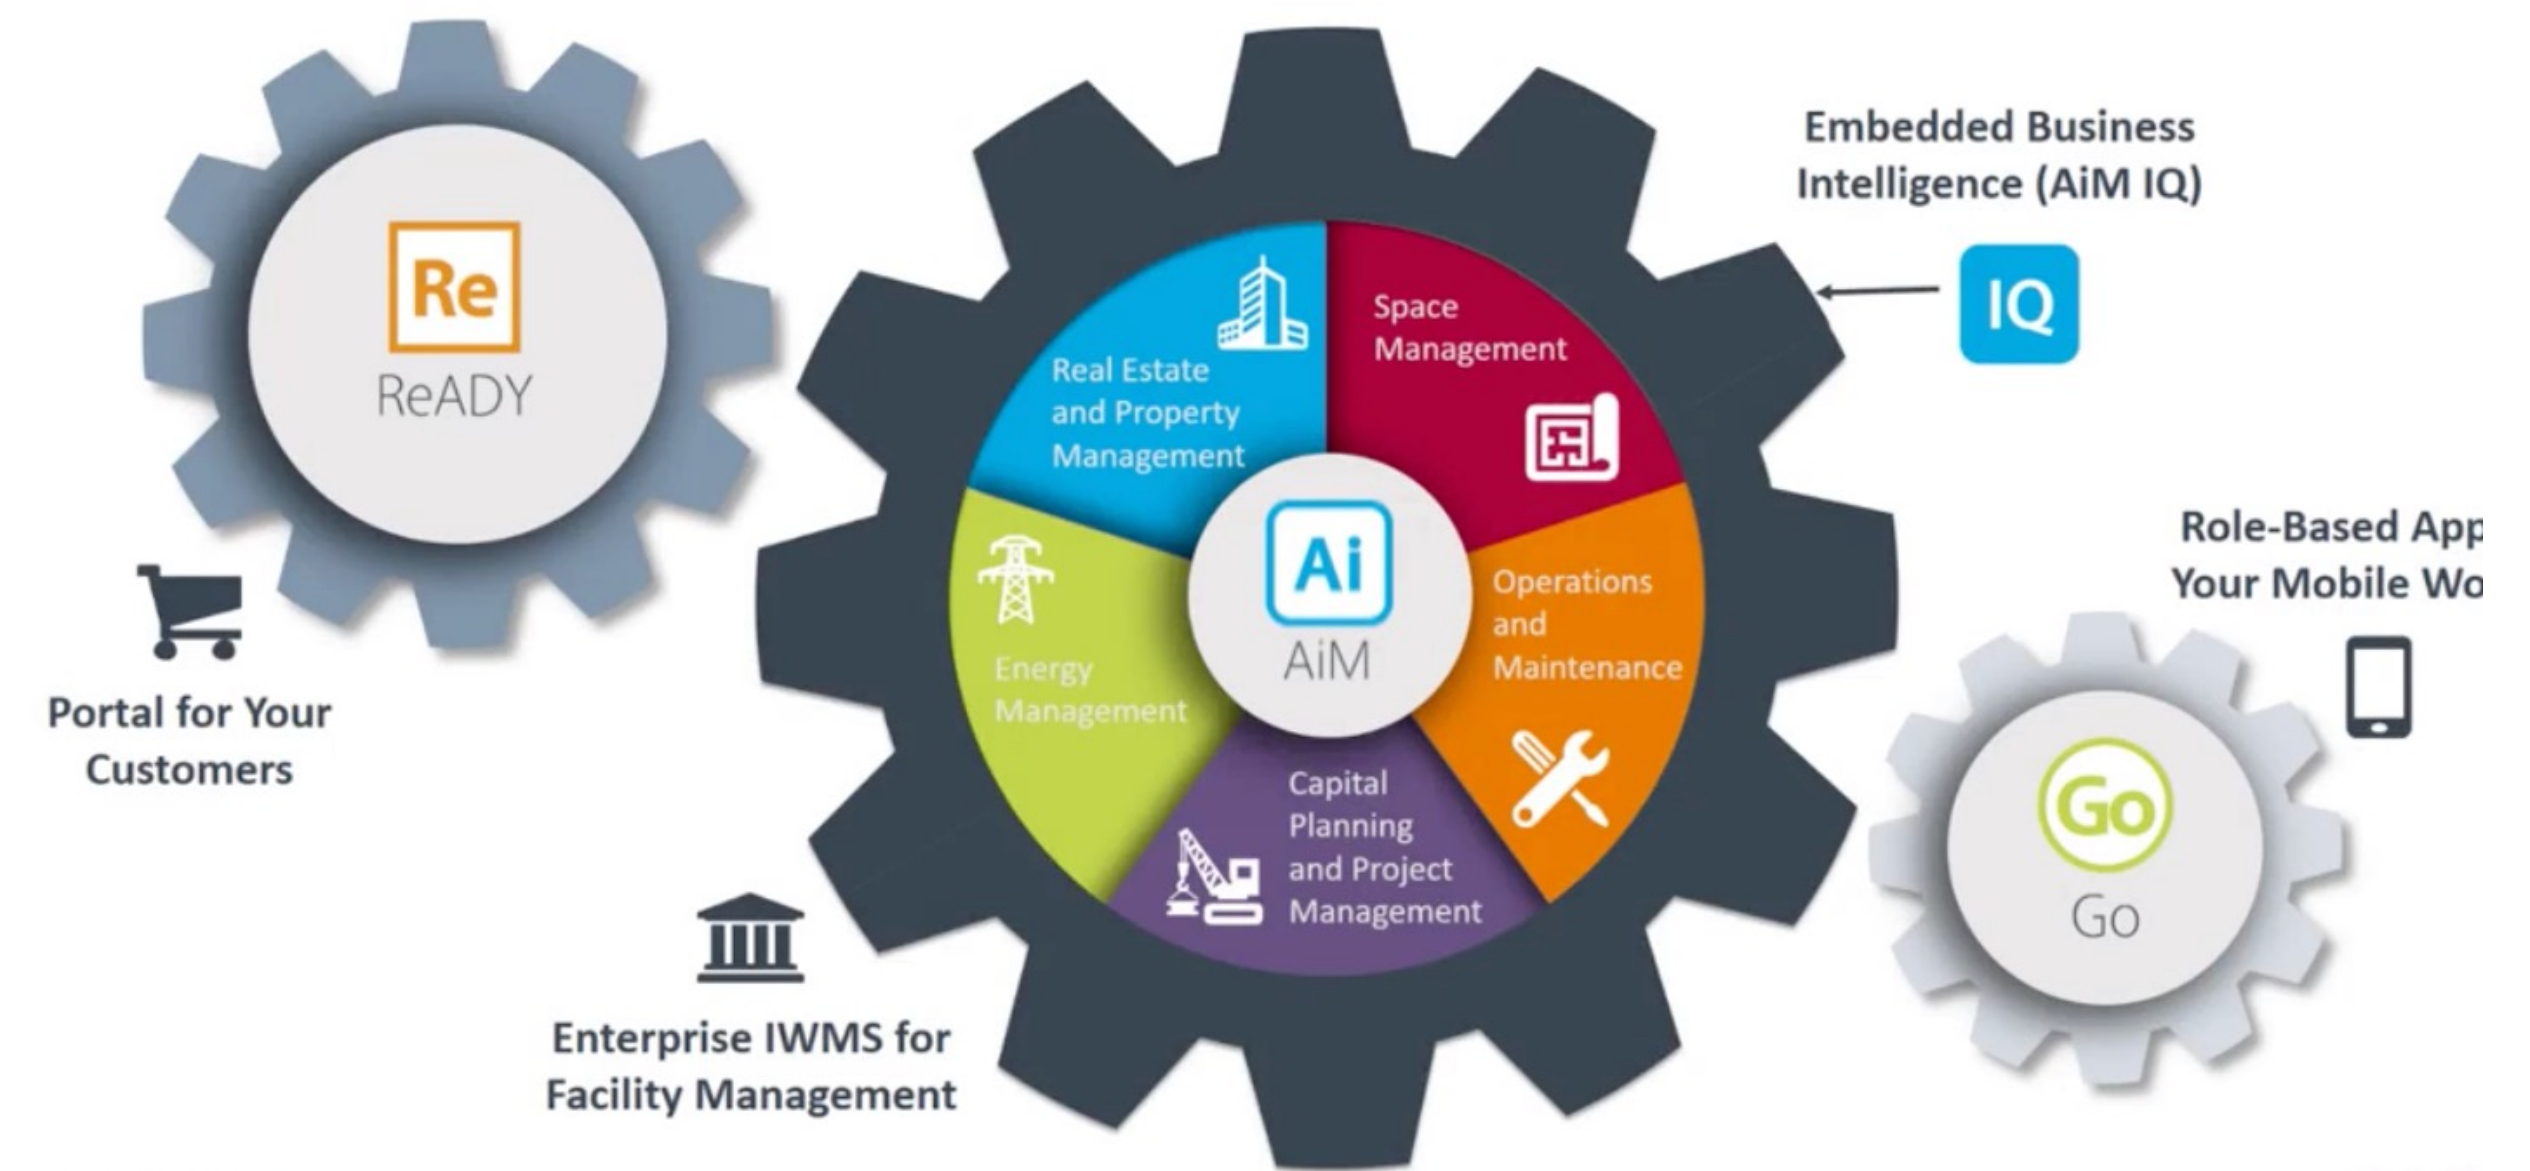 Re
ReADY
Portal for Your
Customers
Enterprise IWMS for
Facility Management
Real Estate
and Property
Management
Space
Management
Energy
Management
Ai
AiM
Operations
and
Maintenance
Capital
Planning
and Project
Management
Embedded Business
Intelligence (AiM IQ)
IQ
Role-Based App
Your Mobile Wo
Go
Go